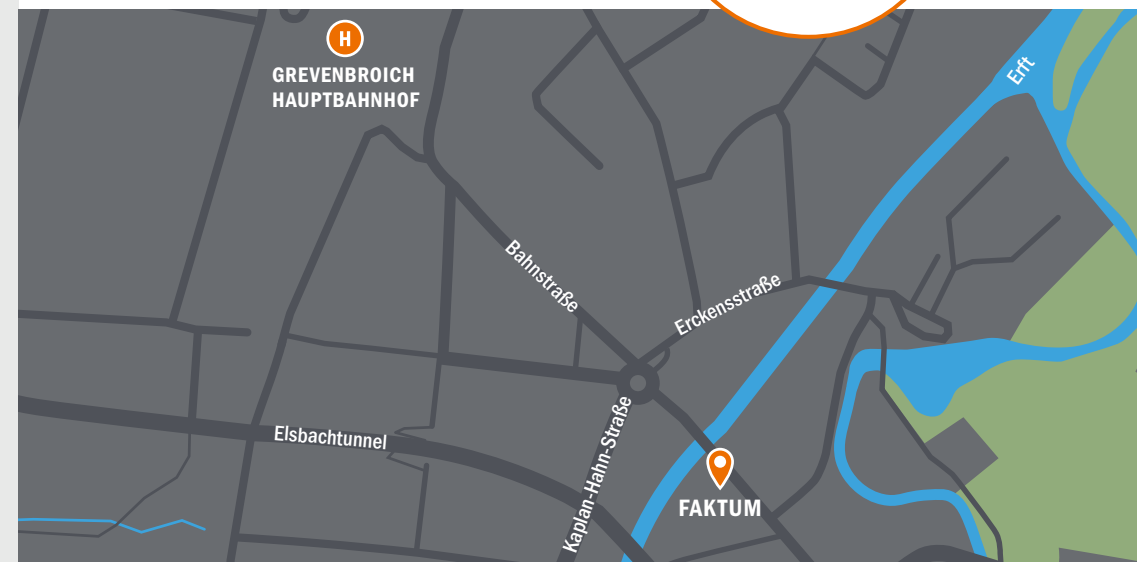 H
GREVENBROICH
HAUPTBAHNHOF
Erft
Bahnstraße
Erckensstraße
Elsbachtunnel
Kaplan-Hahn-Straße
FAKTUM